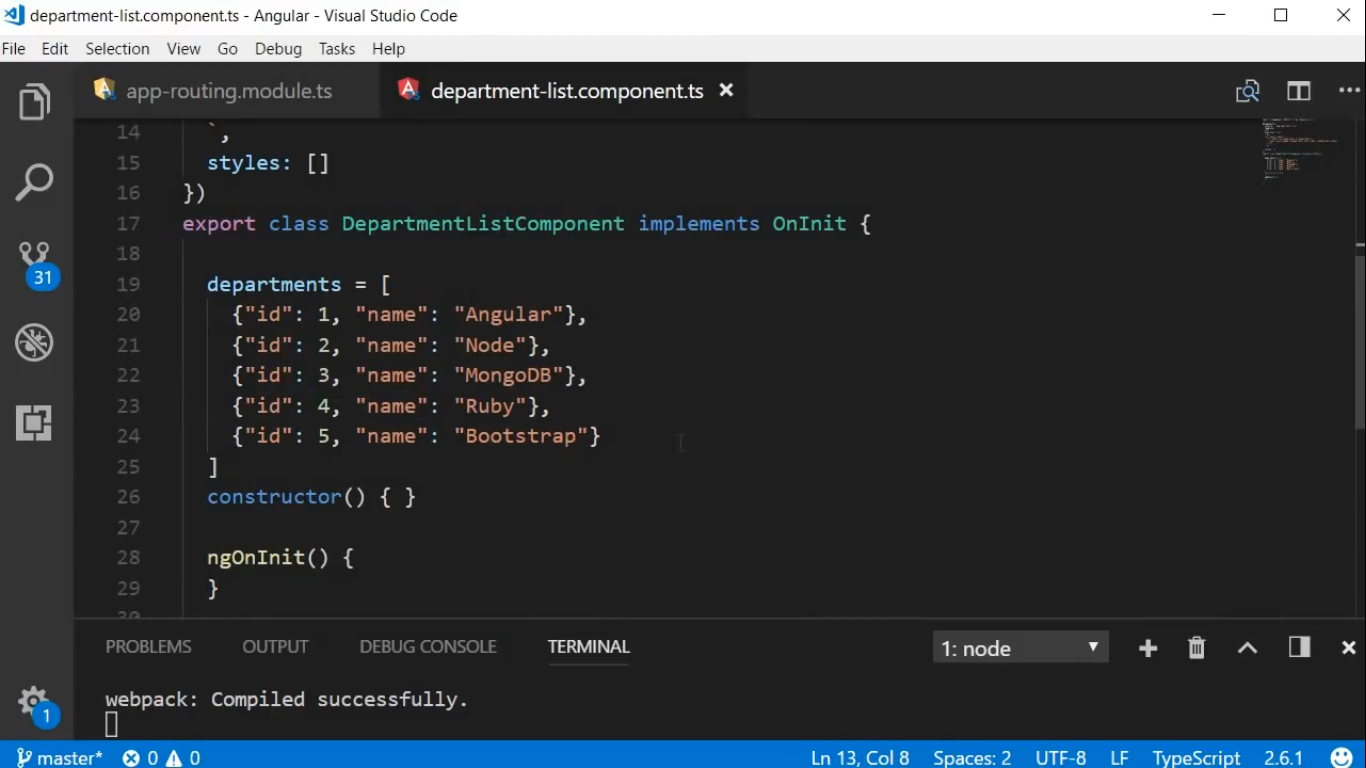 department-list.component.ts - Angular - Visual Studio Code
File Edit Selection View Go Debug Tasks Help
app-routing.module.ts department-list.component.ts
14 `,
15 styles: []
16 })
17 export class DepartmentListComponent implements OnInit {
18
19 departments = [
20 {"id": 1, "name": "Angular"},
21 {"id": 2, "name": "Node"},
22 {"id": 3, "name": "MongoDB"},
23 {"id": 4, "name": "Ruby"},
24 {"id": 5, "name": "Bootstrap"}
25 ]
26 constructor() { }
27
28 ngOnInit() {
29 }
30
31
1
PROBLEMS OUTPUT DEBUG CONSOLE TERMINAL 1: node
webpack: Compiled successfully.
master* 0 0 Ln 13, Col 8 Spaces: 2 UTF-8 LF TypeScript 2.6.1